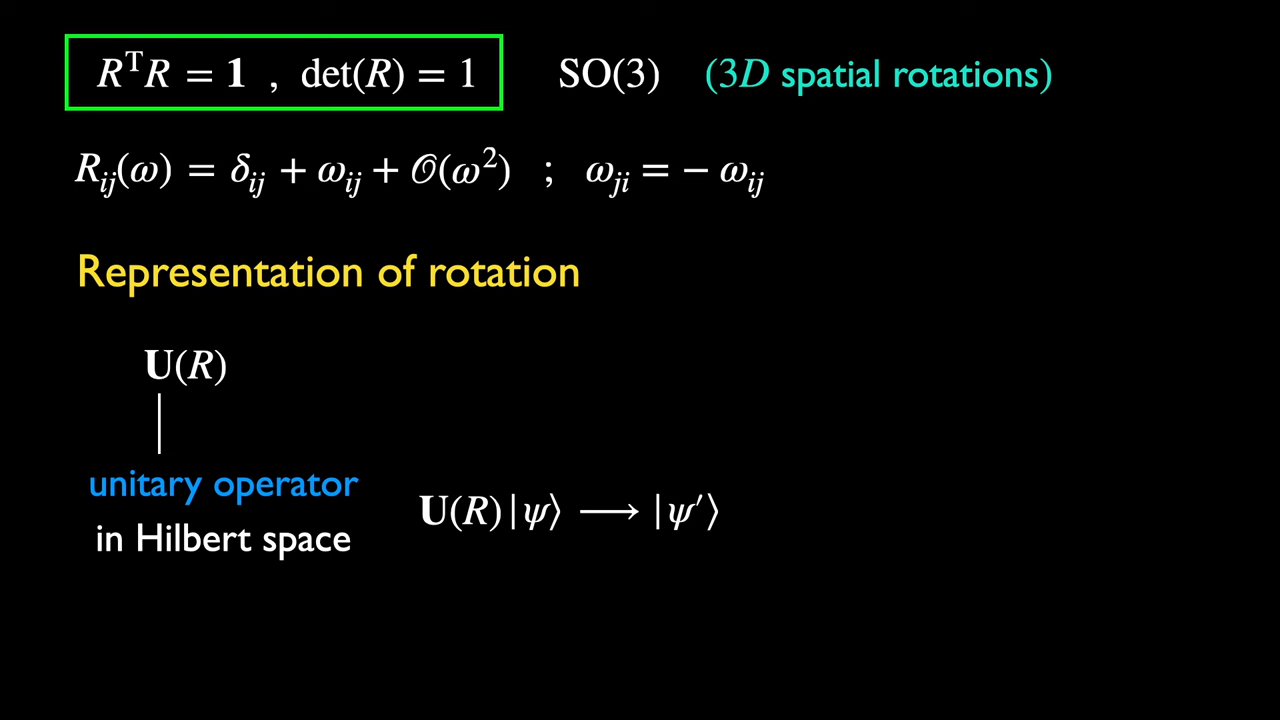 RᵀR = 𝟏 , det(R) = 1 SO(3) (3D spatial rotations)
Rᵢⱼ(ω) = δᵢⱼ + ωᵢⱼ + 𝒪(ω²) ; ωⱼᵢ = − ωᵢⱼ
Representation of rotation
𝐔(R)
unitary operator
in Hilbert space
𝐔(R)|ψ⟩ ⟶ |ψ′⟩